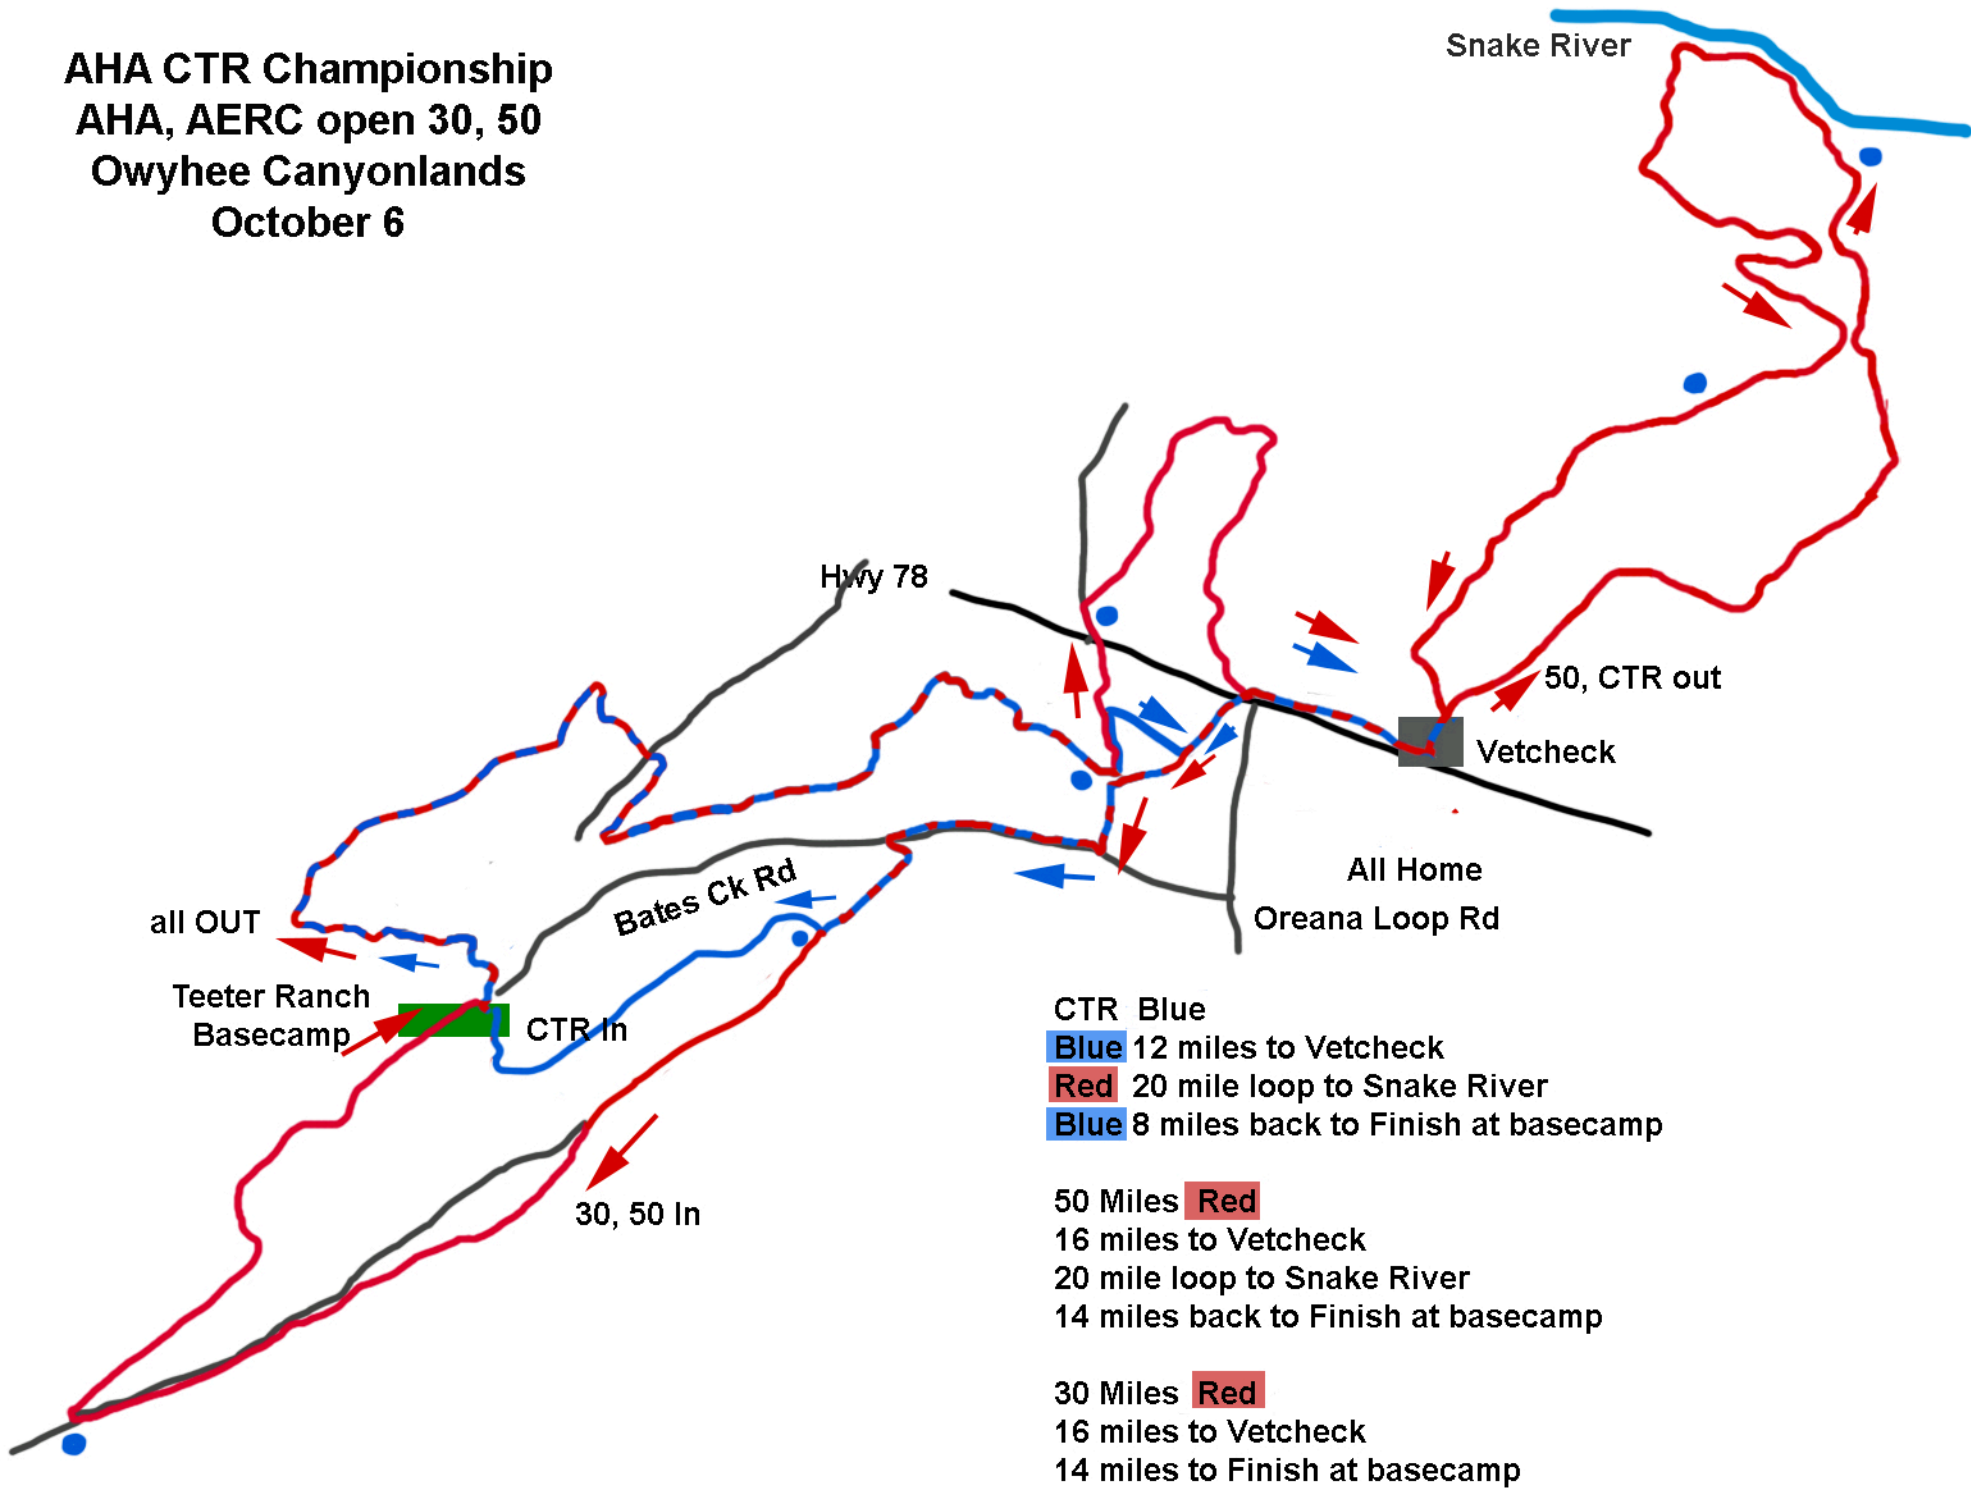 AHA CTR Championship
AHA, AERC open 30, 50
Owyhee Canyonlands
October 6
Snake River
Hwy 78
50, CTR out
Vetcheck
All Home
Oreana Loop Rd
Bates Ck Rd
all OUT
Teeter Ranch
Basecamp
CTR In
30, 50 In
CTR Blue
Blue 12 miles to Vetcheck
Red 20 mile loop to Snake River
Blue 8 miles back to Finish at basecamp
50 Miles Red
16 miles to Vetcheck
20 mile loop to Snake River
14 miles back to Finish at basecamp
30 Miles Red
16 miles to Vetcheck
14 miles to Finish at basecamp